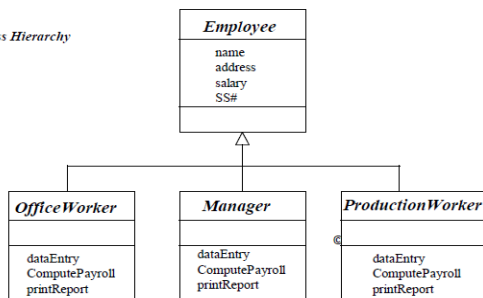 s Hierarchy
Employee
name
address
salary
SS#
OfficeWorker
dataEntry
ComputePayroll
printReport
Manager
dataEntry
ComputePayroll
printReport
ProductionWorker
©
dataEntry
ComputePayroll
printReport